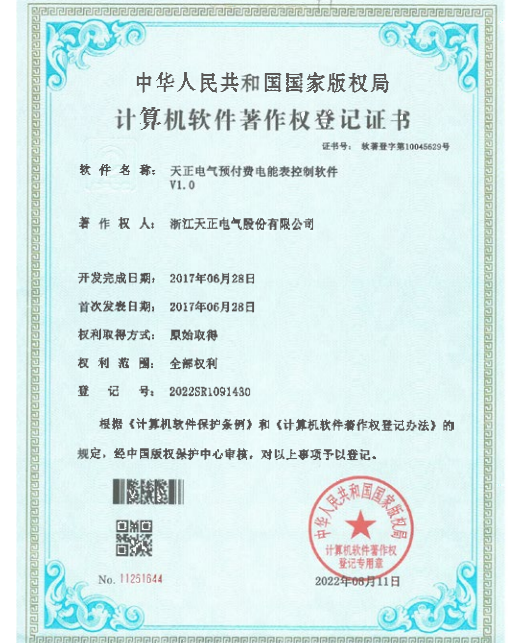 中华人民共和国国家版权局
计算机软件著作权登记证书
证书号： 软著登字第10045629号
软件名称： 天正电气预付费电能表控制软件
V1.0
著作权人： 浙江天正电气股份有限公司
开发完成日期： 2017年06月28日
首次发表日期： 2017年06月28日
权利取得方式： 原始取得
权利范围： 全部权利
登记号： 2022SR1091430
根据《计算机软件保护条例》和《计算机软件著作权登记办法》的
规定，经中国版权保护中心审核，对以上事项予以登记。
中华人民共和国国家版权局
计算机软件著作权
登记专用章
No. 11251644
2022年08月11日